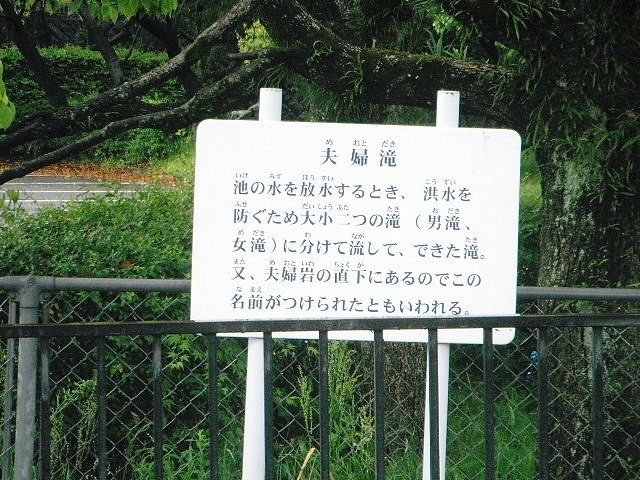 夫婦滝
池の水を放水するとき、洪水を
防ぐため大小二つの滝（男滝、
女滝）に分けて流して、できた滝。
又、夫婦岩の直下にあるのでこの
名前がつけられたともいわれる。